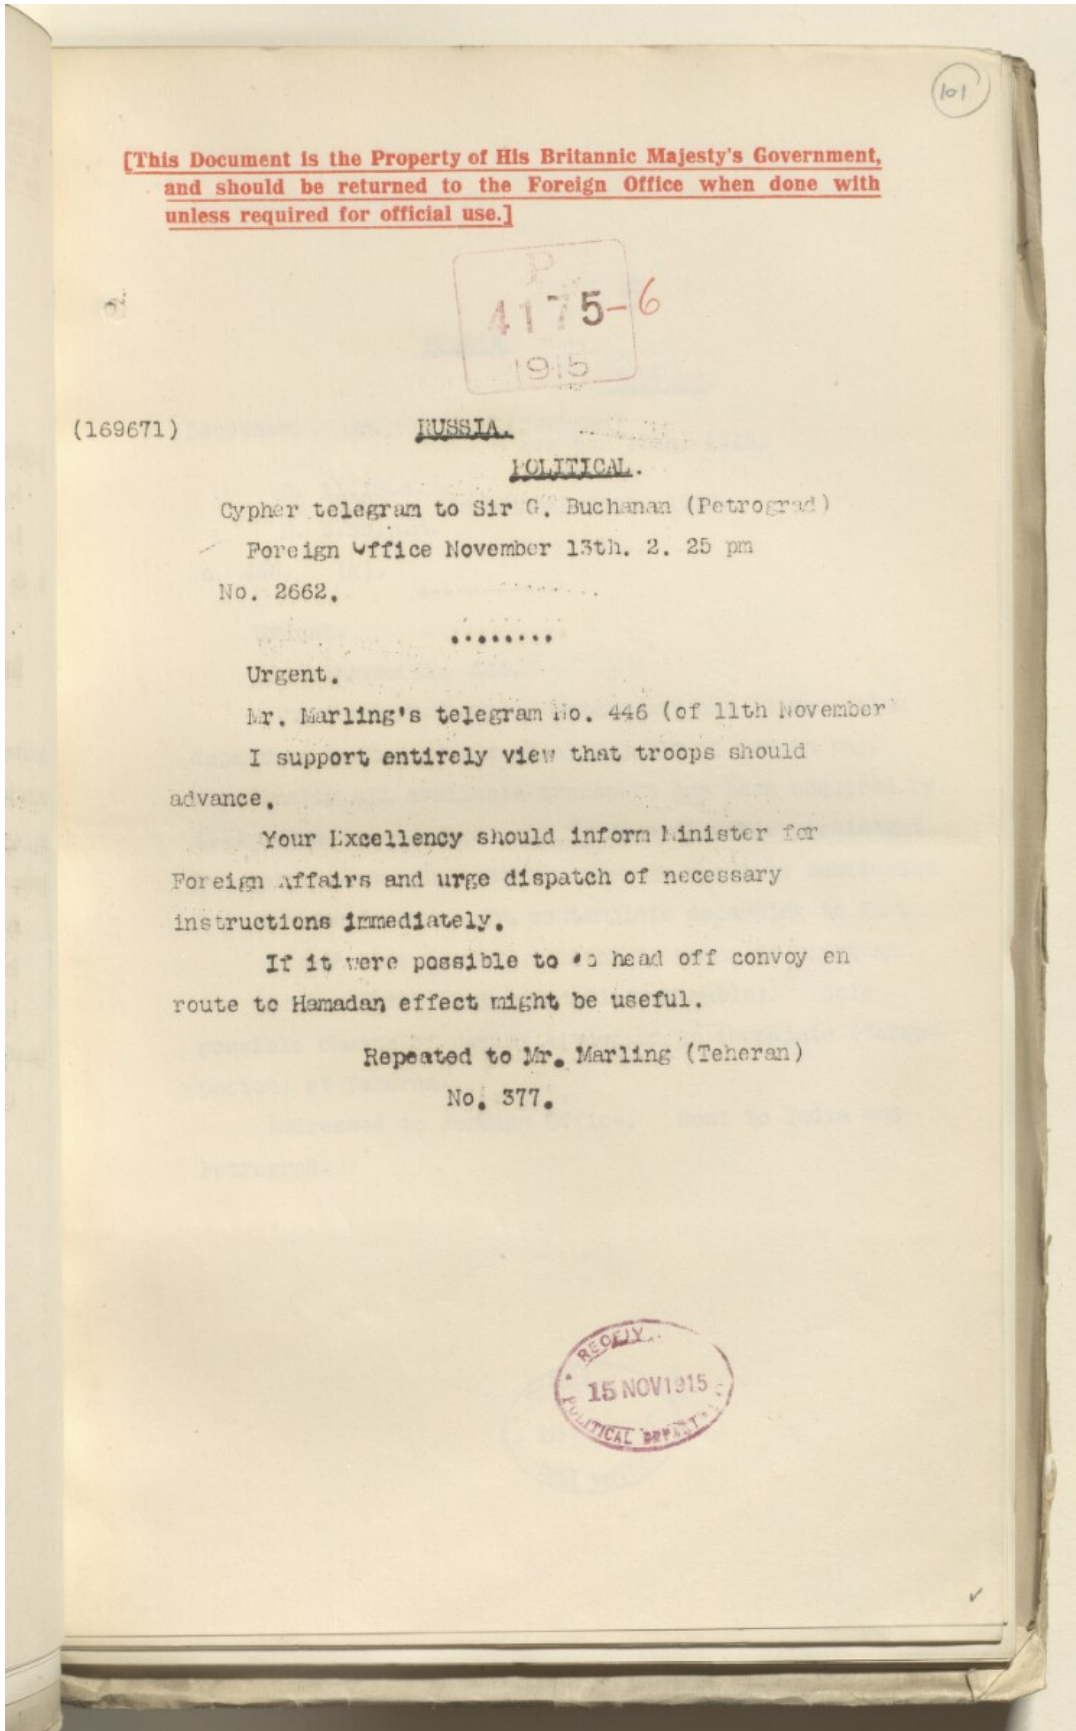 101
[This Document is the Property of His Britannic Majesty's Government,
and should be returned to the Foreign Office when done with
unless required for official use.]
P
4175-6
1915
(169671)
RUSSIA.
POLITICAL.
Cypher telegram to Sir G. Buchanan (Petrograd)
Foreign Office November 13th. 2. 25 pm
No. 2662.
........
Urgent.
Mr. Marling's telegram No. 446 (of 11th November
I support entirely view that troops should
advance.
Your Excellency should inform Minister for
Foreign Affairs and urge dispatch of necessary
instructions immediately.
If it were possible to head off convoy en
route to Hamadan effect might be useful.
Repeated to Mr. Marling (Teheran)
No. 377.
15 NOV 1915
POLITICAL